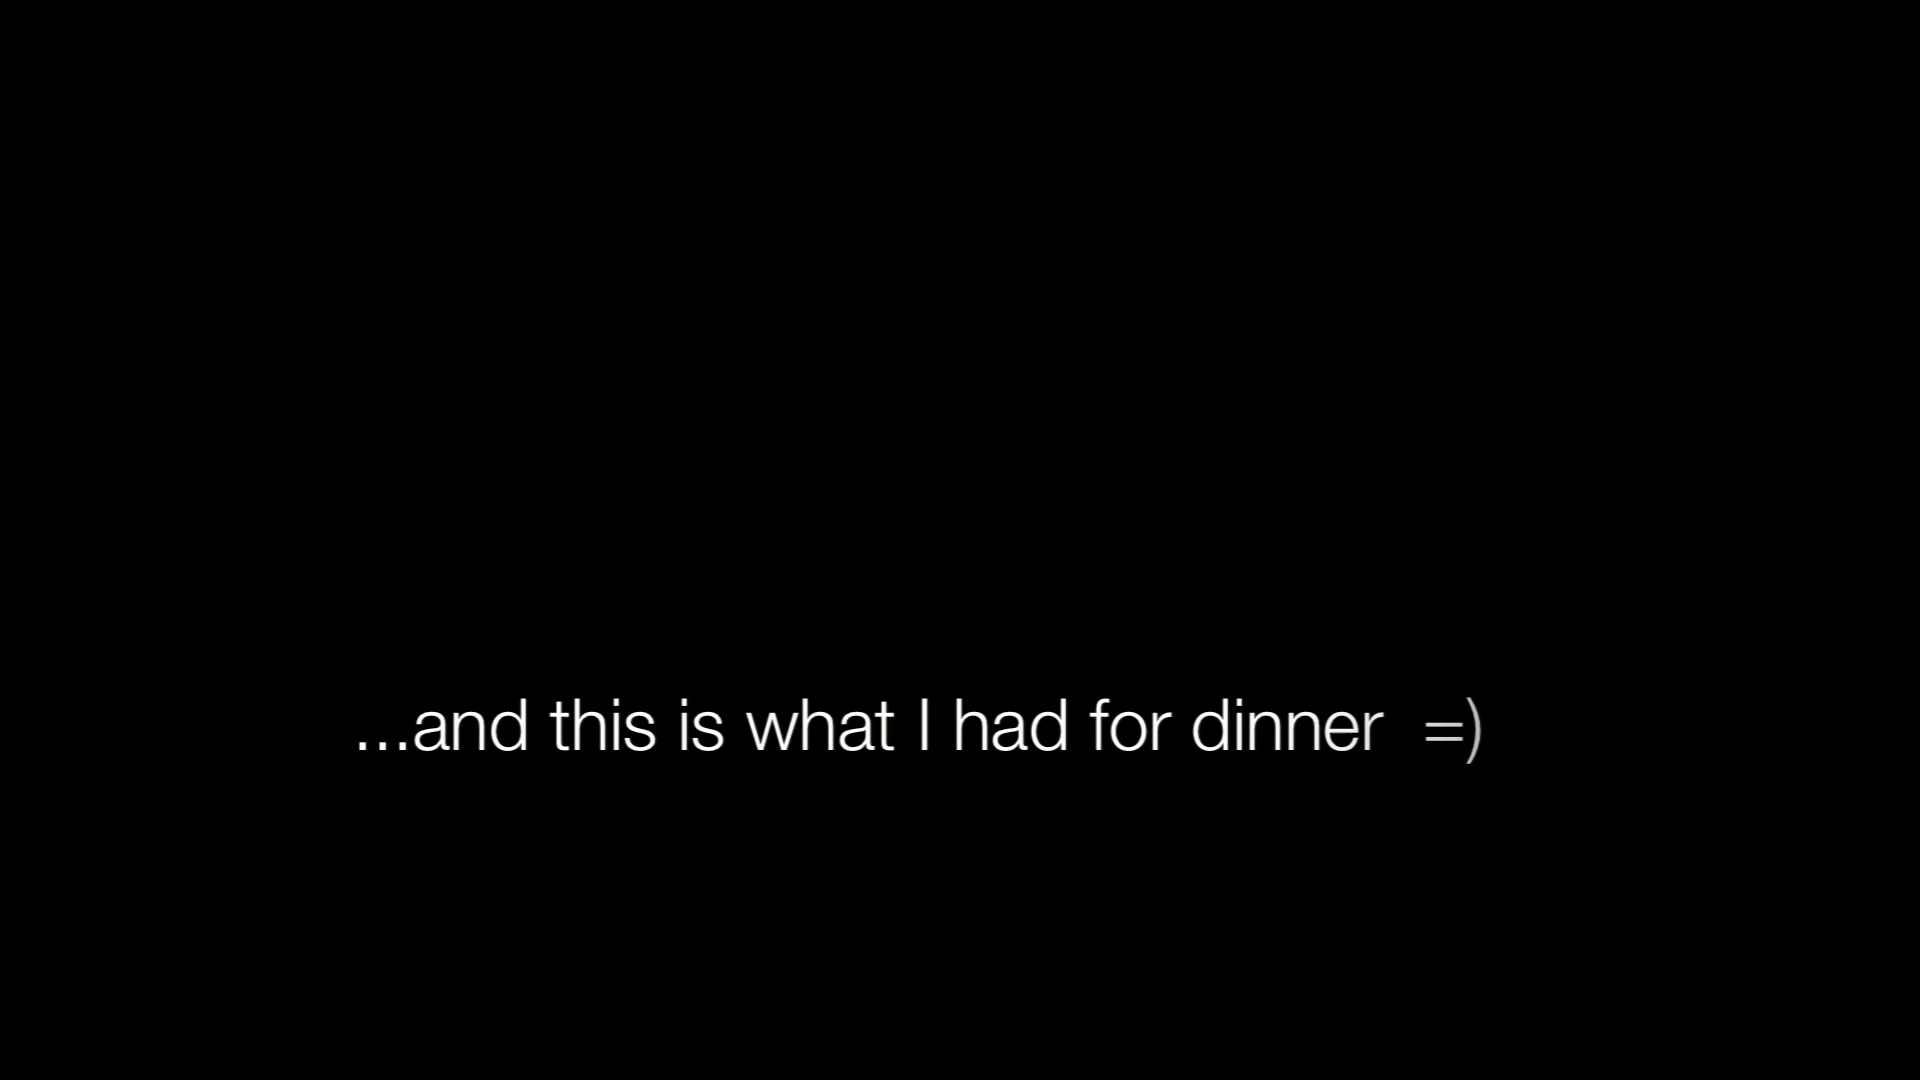 ...and this is what I had for dinner =)